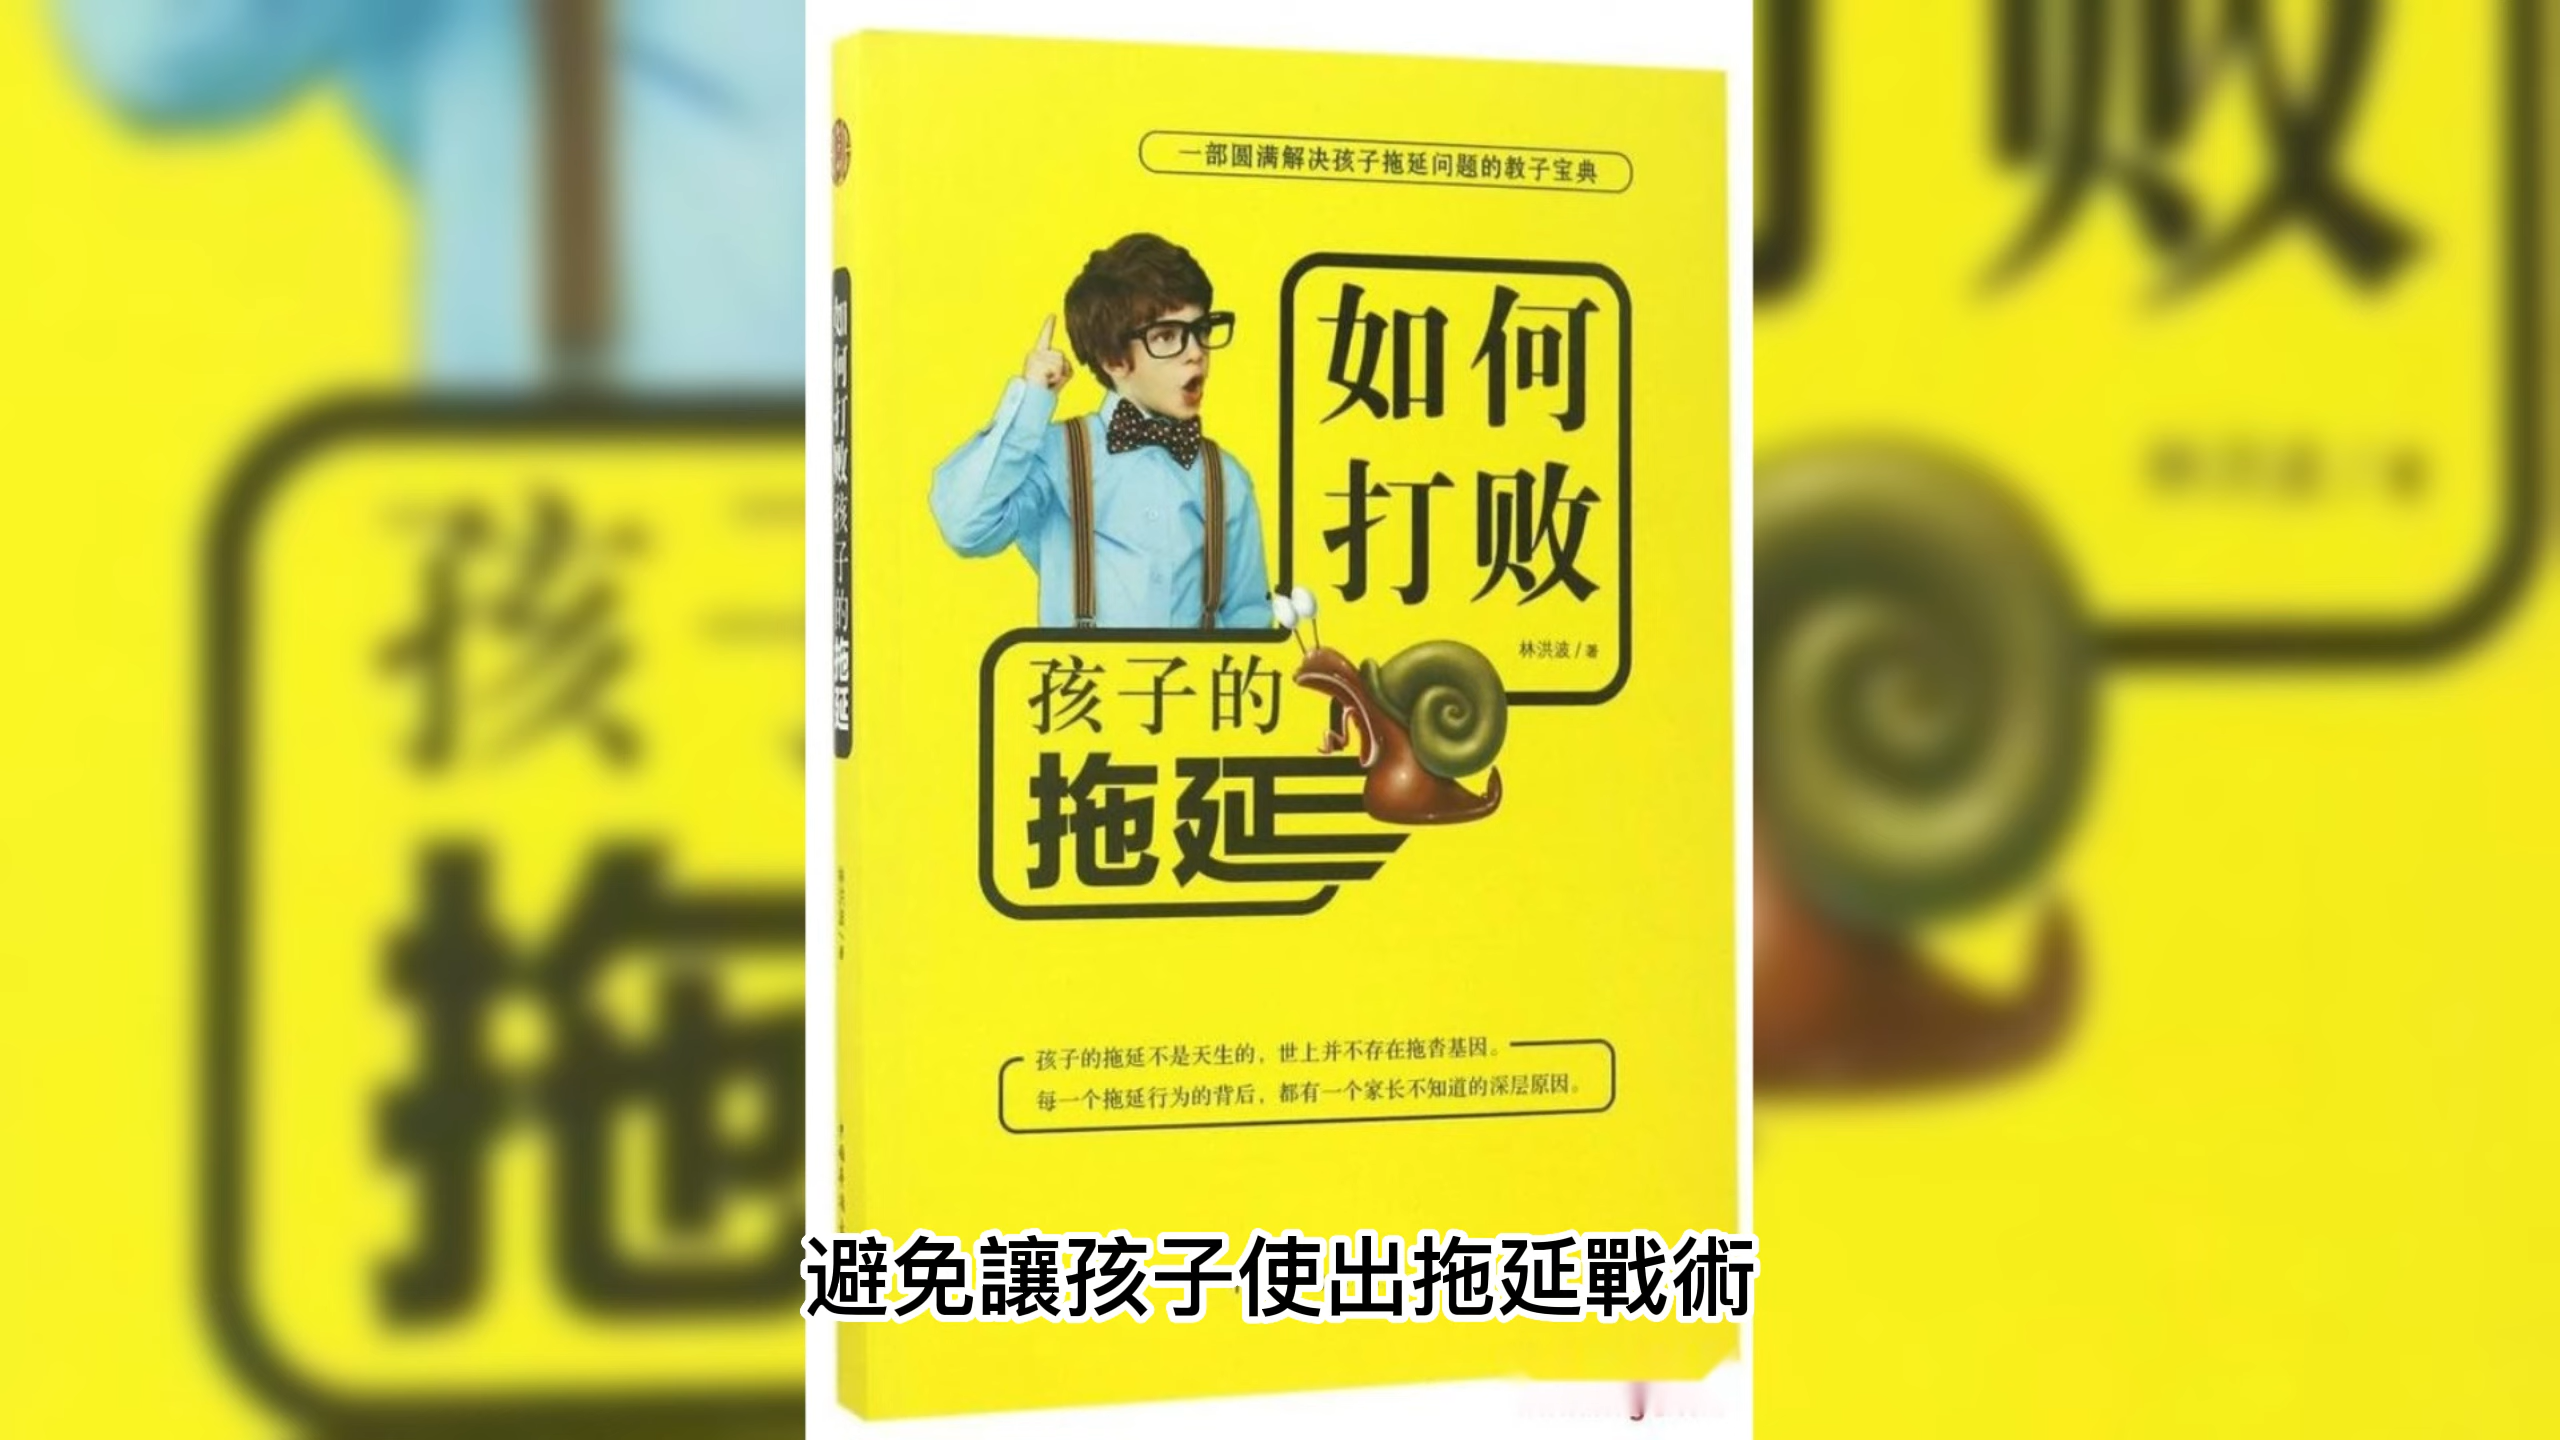 一部圆满解决孩子拖延问题的教子宝典
如何
打败
林洪波/著
孩子的
拖延
孩子的拖延不是天生的，世上并不存在拖沓基因。
每一个拖延行为的背后，都有一个家长不知道的深层原因。
如何打败孩子的拖延
避免讓孩子使出拖延戰術